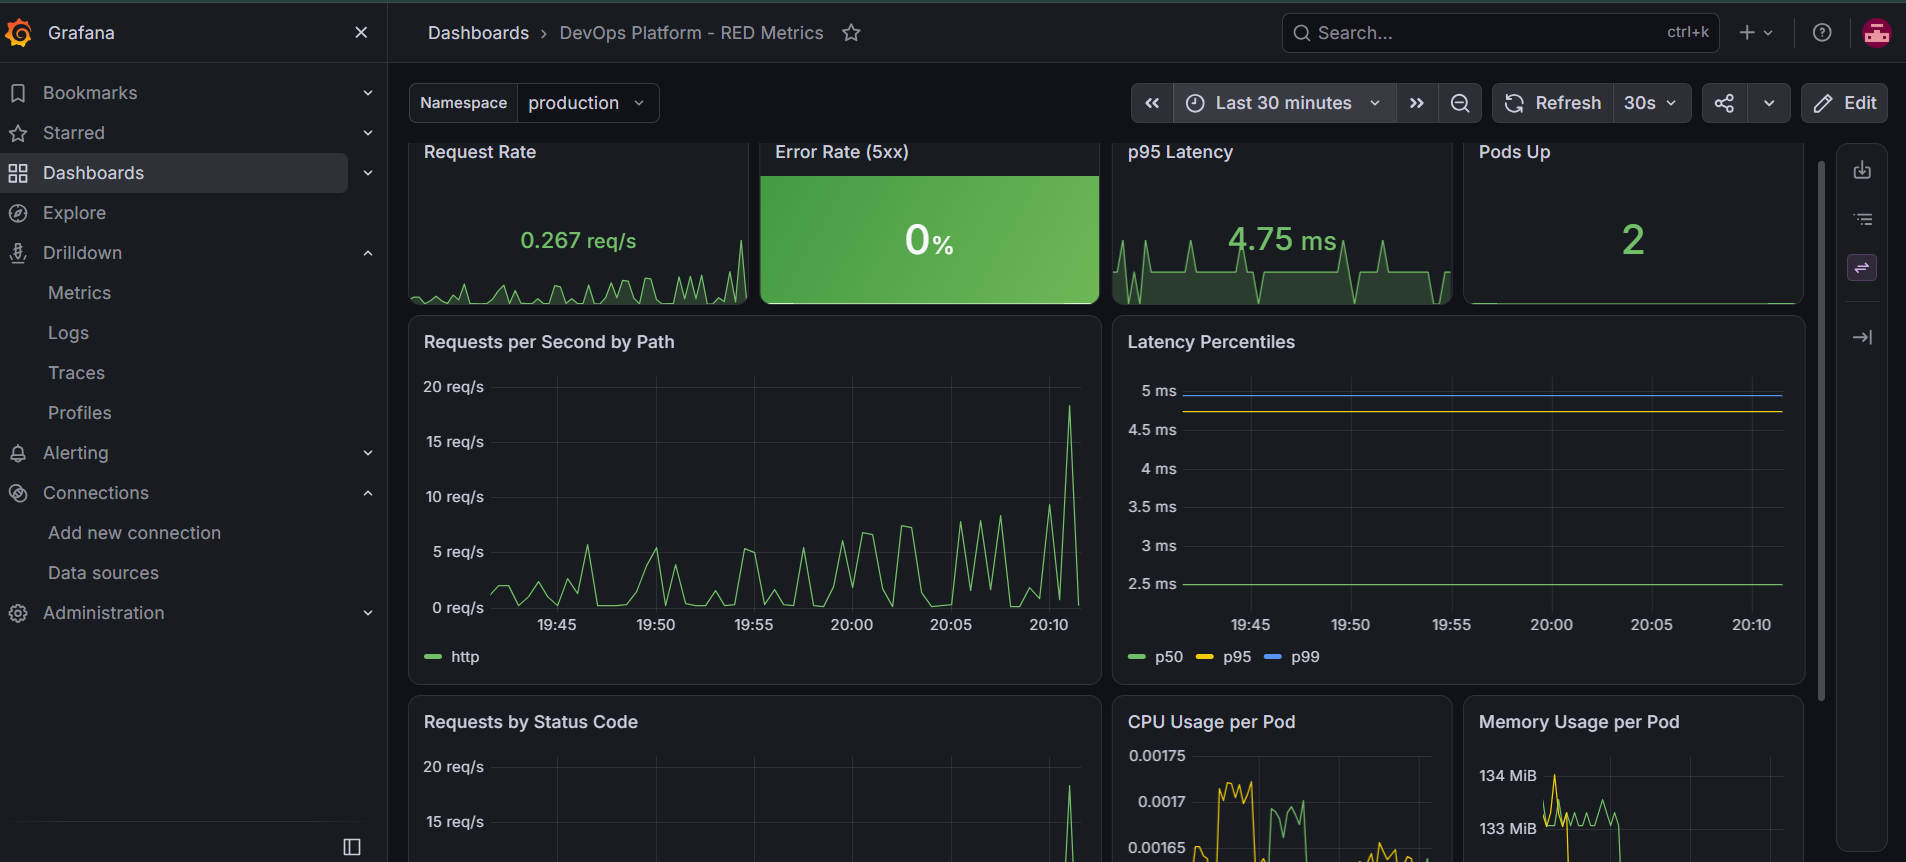 Grafana
Dashboards › DevOps Platform - RED Metrics
Search... ctrl+k
Bookmarks
Starred
Dashboards
Explore
Drilldown
Metrics
Logs
Traces
Profiles
Alerting
Connections
Add new connection
Data sources
Administration
Namespace production
Last 30 minutes
Refresh 30s
Edit
Request Rate
0.267 req/s
Error Rate (5xx)
0%
p95 Latency
4.75 ms
Pods Up
2
Requests per Second by Path
20 req/s
15 req/s
10 req/s
5 req/s
0 req/s
19:45 19:50 19:55 20:00 20:05 20:10
http
Latency Percentiles
5 ms
4.5 ms
4 ms
3.5 ms
3 ms
2.5 ms
19:45 19:50 19:55 20:00 20:05 20:10
p50 p95 p99
Requests by Status Code
20 req/s
15 req/s
CPU Usage per Pod
0.00175
0.0017
0.00165
Memory Usage per Pod
134 MiB
133 MiB